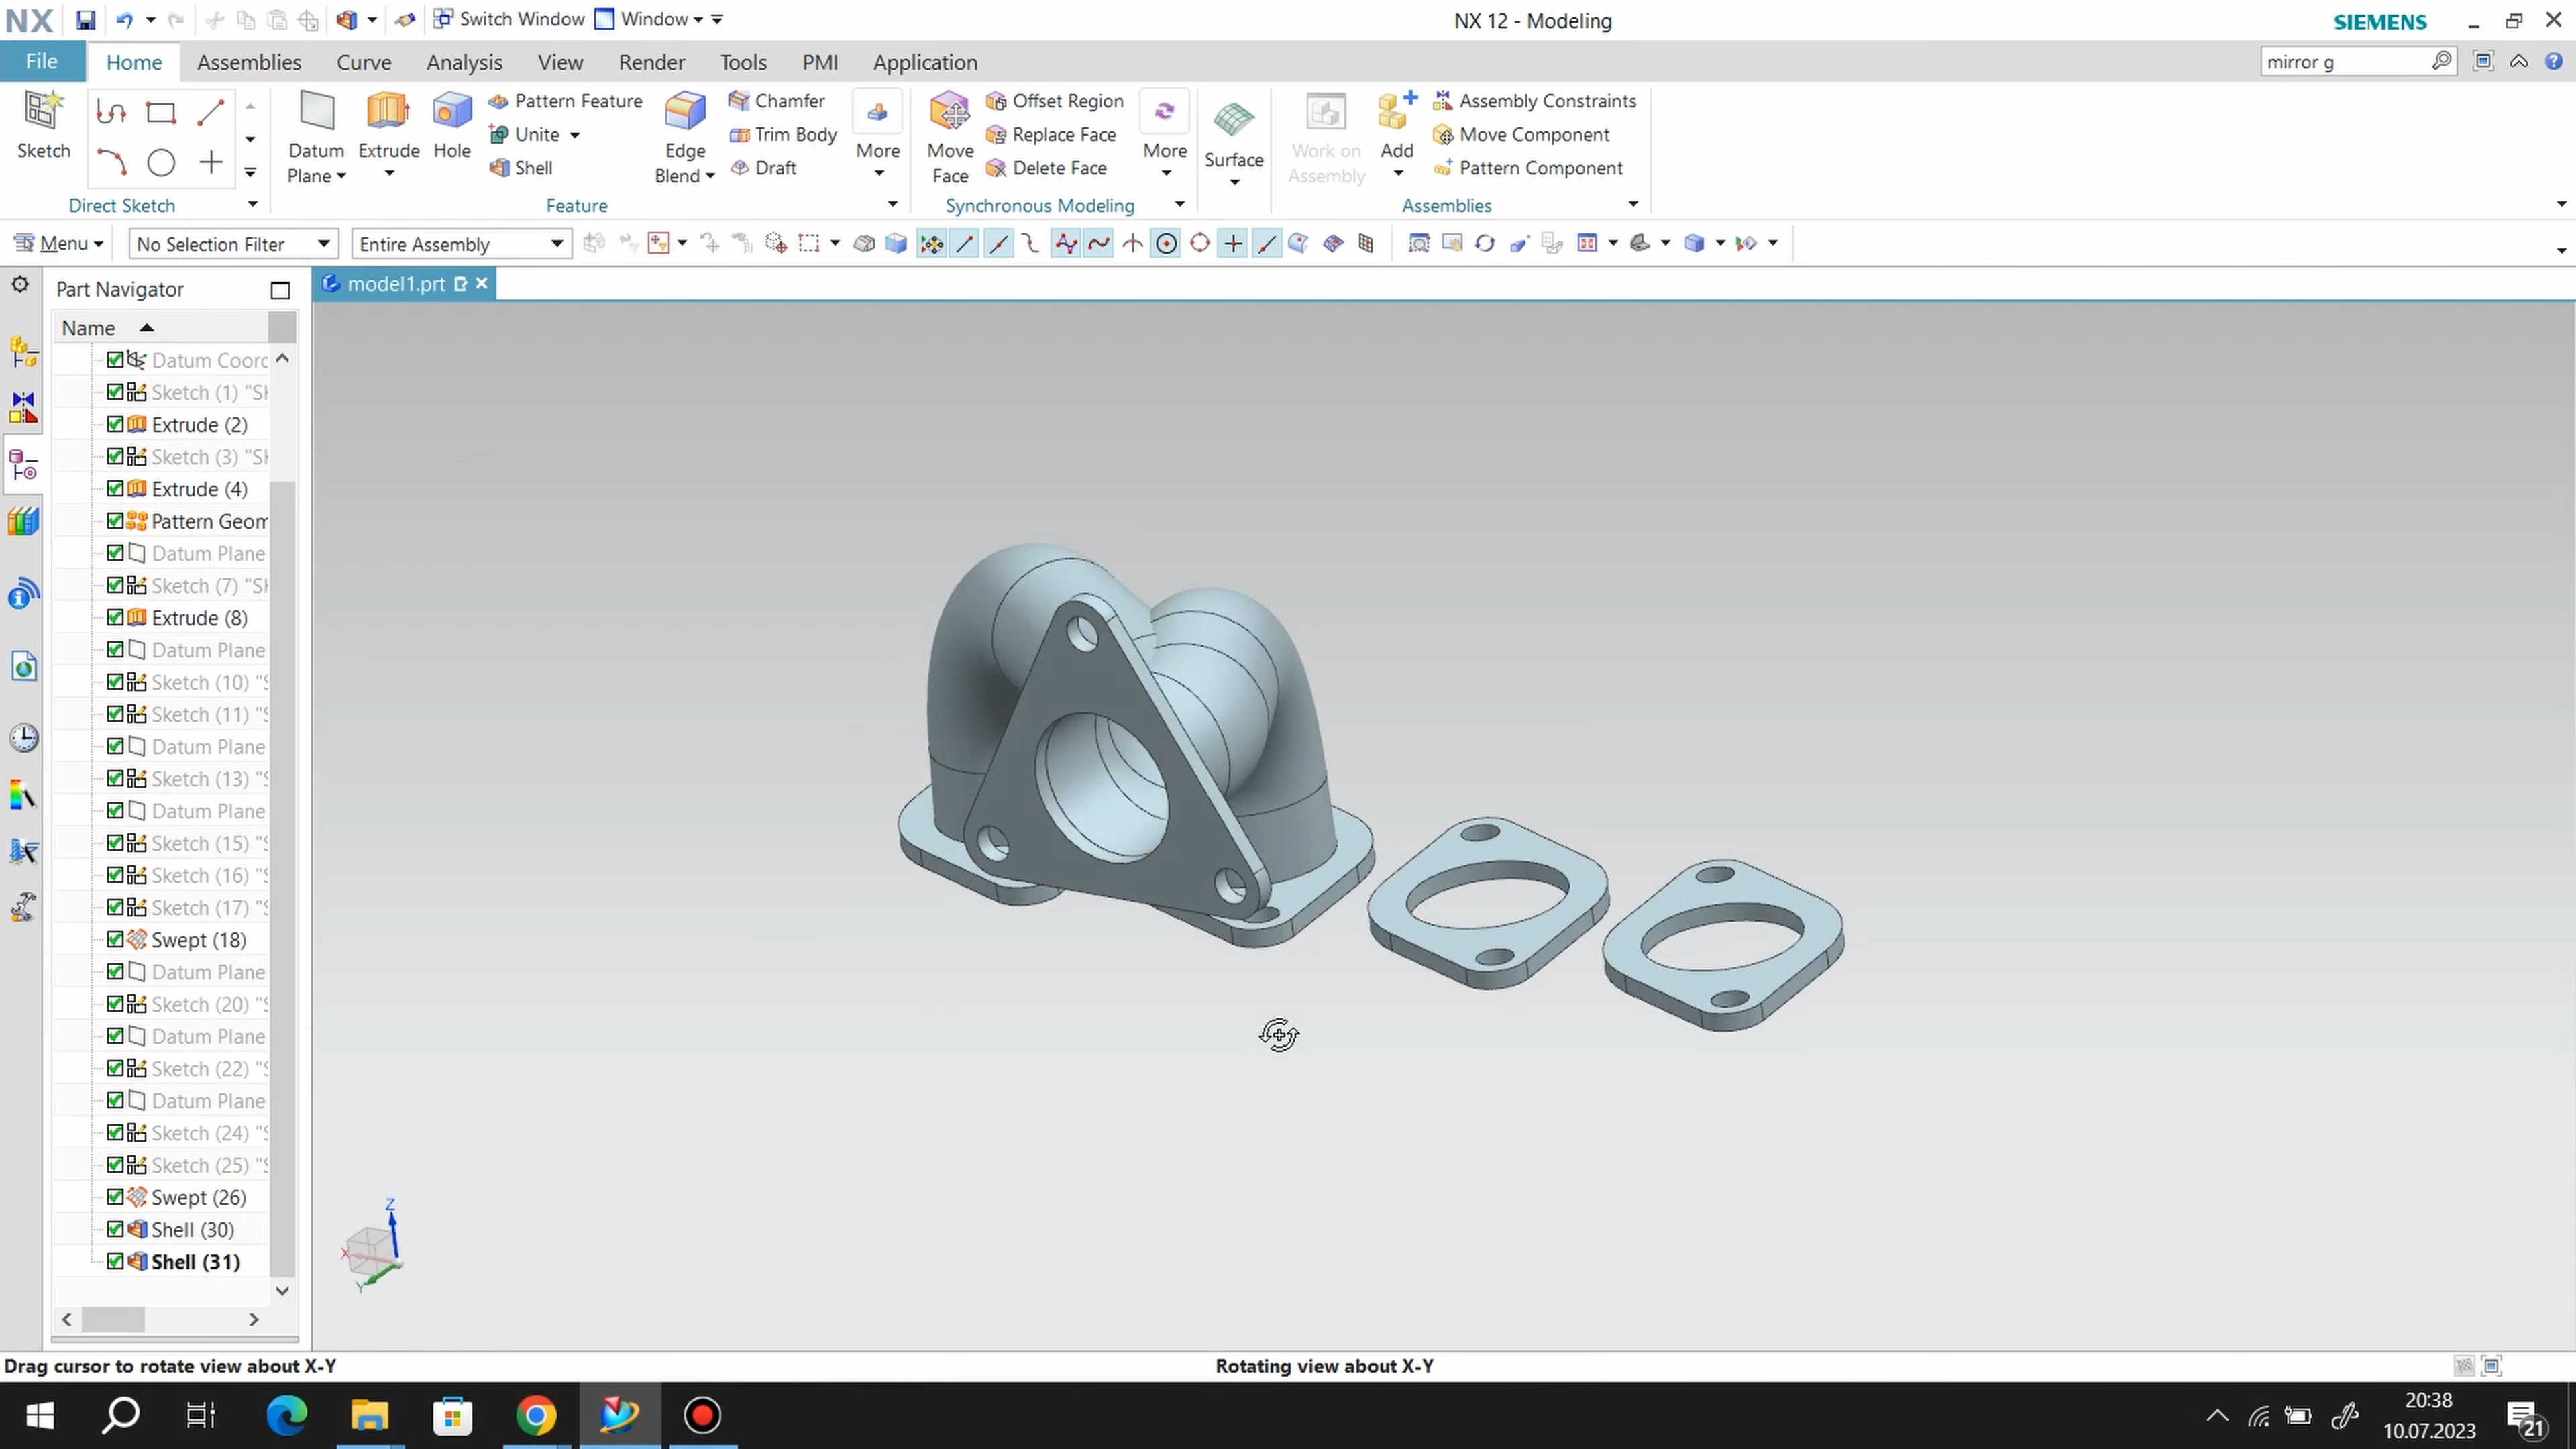 NX Switch Window Window NX 12 - Modeling SIEMENS
File Home Assemblies Curve Analysis View Render Tools PMI Application mirror g
Sketch
Direct Sketch
Datum Plane
Extrude
Hole
Pattern Feature
Unite
Shell
Edge Blend
Chamfer
Trim Body
Draft
More
Feature
Move Face
Offset Region
Replace Face
Delete Face
More
Synchronous Modeling
Surface
Work on Assembly
Add
Assembly Constraints
Move Component
Pattern Component
Assemblies
Menu No Selection Filter Entire Assembly
Part Navigator
model1.prt
Name
Datum Coord
Sketch (1) "SK
Extrude (2)
Sketch (3) "SK
Extrude (4)
Pattern Geom
Datum Plane
Sketch (7) "SK
Extrude (8)
Datum Plane
Sketch (10) "S
Sketch (11) "S
Datum Plane
Sketch (13) "S
Datum Plane
Sketch (15) "S
Sketch (16) "S
Sketch (17) "S
Swept (18)
Datum Plane
Sketch (20) "S
Datum Plane
Sketch (22) "S
Datum Plane
Sketch (24) "S
Sketch (25) "S
Swept (26)
Shell (30)
Shell (31)
Z
X
Y
Drag cursor to rotate view about X-Y Rotating view about X-Y
20:38
10.07.2023
21